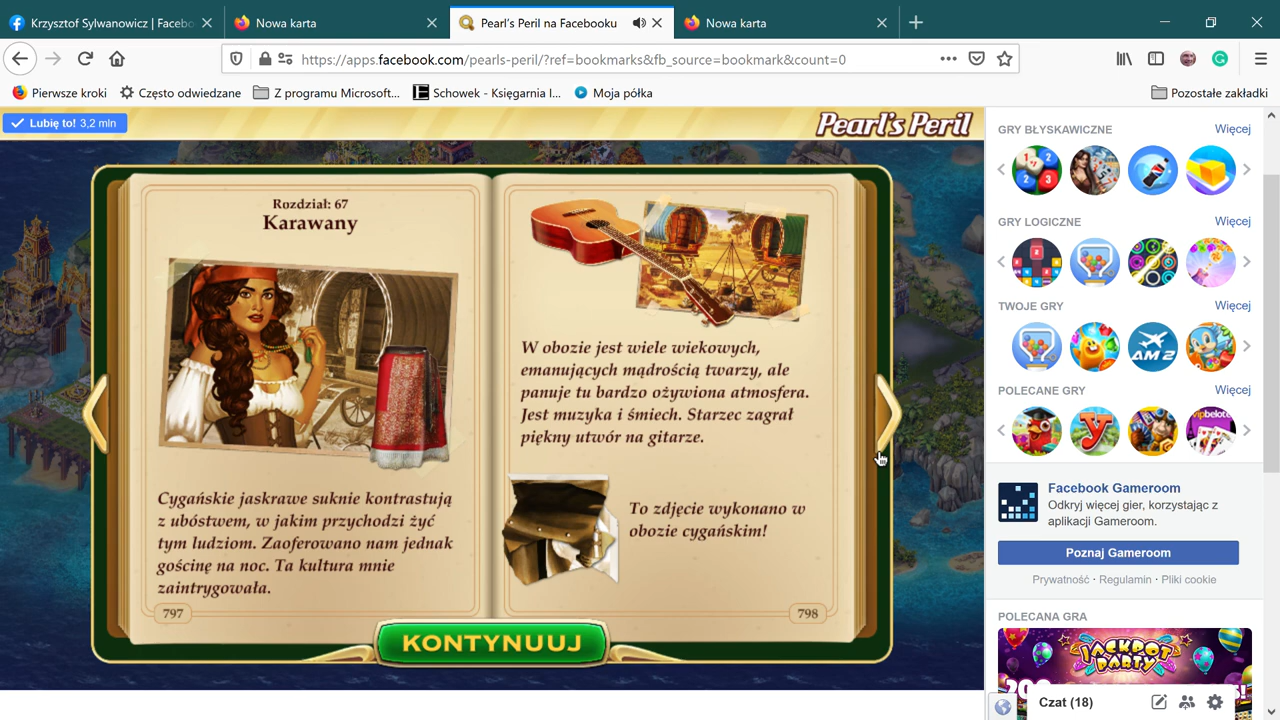 Krzysztof Sylwanowicz | Facebo
Nowa karta
Pearl's Peril na Facebooku
Nowa karta
https://apps.facebook.com/pearls-peril/?ref=bookmarks&fb_source=bookmark&count=0
Pierwsze kroki
Często odwiedzane
Z programu Microsoft...
Schowek - Księgarnia I...
Moja półka
Pozostałe zakładki
Lubię to! 3,2 mln
Pearl's Peril
Rozdział: 67
Karawany
Cygańskie jaskrawe suknie kontrastują
z ubóstwem, w jakim przychodzi żyć
tym ludziom. Zaoferowano nam jednak
gościnę na noc. Ta kultura mnie
zaintrygowała.
797
W obozie jest wiele wiekowych,
emanujących mądrością twarzy, ale
panuje tu bardzo ożywiona atmosfera.
Jest muzyka i śmiech. Starzec zagrał
piękny utwór na gitarze.
To zdjęcie wykonano w
obozie cygańskim!
798
KONTYNUUJ
GRY BŁYSKAWICZNE
Więcej
GRY LOGICZNE
Więcej
TWOJE GRY
Więcej
AM 2
POLECANE GRY
Więcej
y
vipbelote
Facebook Gameroom
Odkryj więcej gier, korzystając z
aplikacji Gameroom.
Poznaj Gameroom
Prywatność · Regulamin · Pliki cookie
POLECANA GRA
JACKPOT
PARTY
Czat (18)